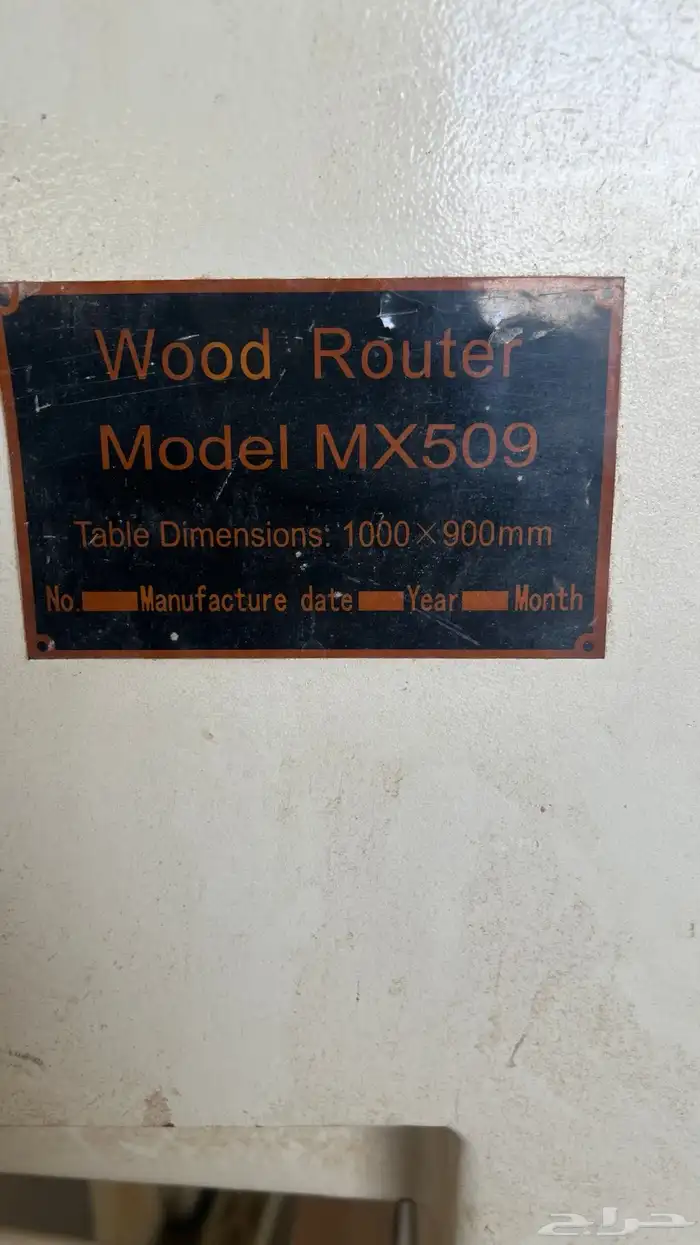 Wood Router
Model MX509
Table Dimensions: 1000×900mm
No. Manufacture date Year Month
حراج